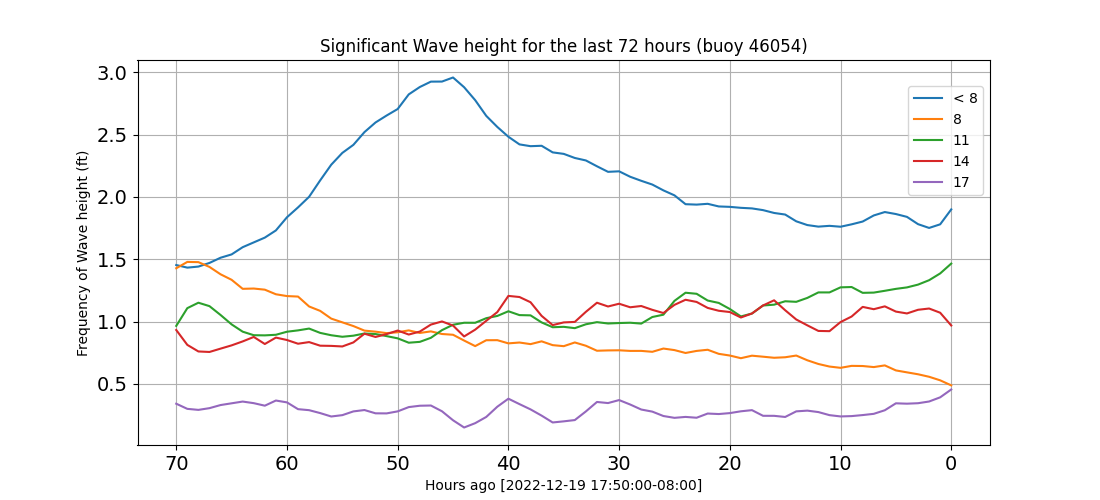 Significant Wave height for the last 72 hours (buoy 46054)
Frequency of Wave height (ft)
3.0
2.5
2.0
1.5
1.0
0.5
< 8
8
11
14
17
70 60 50 40 30 20 10 0
Hours ago [2022-12-19 17:50:00-08:00]